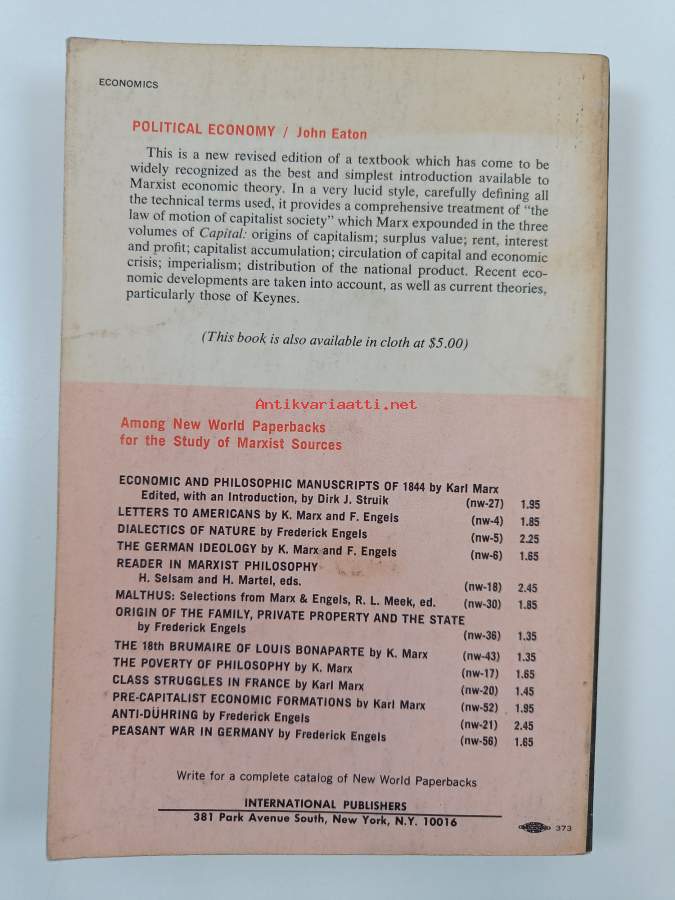 ECONOMICS
POLITICAL ECONOMY / John Eaton
This is a new revised edition of a textbook which has come to be
widely recognized as the best and simplest introduction available to
Marxist economic theory. In a very lucid style, carefully defining all
the technical terms used, it provides a comprehensive treatment of "the
law of motion of capitalist society" which Marx expounded in the three
volumes of Capital: origins of capitalism; surplus value; rent, interest
and profit; capitalist accumulation; circulation of capital and economic
crisis; imperialism; distribution of the national product. Recent eco-
nomic developments are taken into account, as well as current theories,
particularly those of Keynes.
(This book is also available in cloth at $5.00)
Antikvariaatti.net
Among New World Paperbacks
for the Study of Marxist Sources
ECONOMIC AND PHILOSOPHIC MANUSCRIPTS OF 1844 by Karl Marx
Edited, with an Introduction, by Dirk J. Struik (nw-27) 1.95
LETTERS TO AMERICANS by K. Marx and F. Engels (nw-4) 1.85
DIALECTICS OF NATURE by Frederick Engels (nw-5) 2.25
THE GERMAN IDEOLOGY by K. Marx and F. Engels (nw-6) 1.65
READER IN MARXIST PHILOSOPHY
H. Selsam and H. Martel, eds. (nw-18) 2.45
MALTHUS: Selections from Marx & Engels, R. L. Meek, ed. (nw-30) 1.85
ORIGIN OF THE FAMILY, PRIVATE PROPERTY AND THE STATE
by Frederick Engels (nw-36) 1.35
THE 18th BRUMAIRE OF LOUIS BONAPARTE by K. Marx (nw-43) 1.35
THE POVERTY OF PHILOSOPHY by K. Marx (nw-17) 1.65
CLASS STRUGGLES IN FRANCE by Karl Marx (nw-20) 1.45
PRE-CAPITALIST ECONOMIC FORMATIONS by Karl Marx (nw-52) 1.95
ANTI-DÜHRING by Frederick Engels (nw-21) 2.45
PEASANT WAR IN GERMANY by Frederick Engels (nw-56) 1.65
Write for a complete catalog of New World Paperbacks
INTERNATIONAL PUBLISHERS
381 Park Avenue South, New York, N.Y. 10016
373